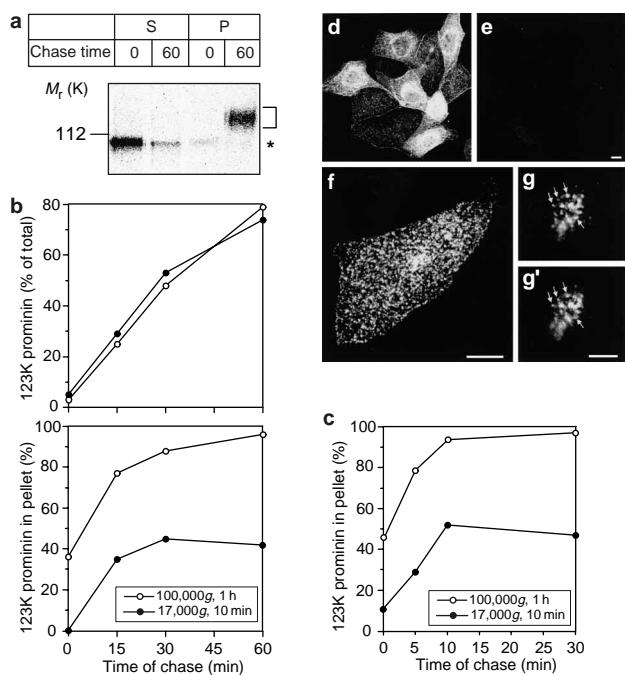 a
S P
Chase time 0 60 0 60
Mr (K)
112
*
b
80
60
40
20
0
123K prominin (% of total)
100
80
60
40
20
0
123K prominin in pellet (%)
100,000g, 1 h
17,000g, 10 min
0 15 30 45 60
Time of chase (min)
d
e
f
g
g'
c
100
80
60
40
20
0
123K prominin in pellet (%)
100,000g, 1 h
17,000g, 10 min
0 5 10 15 20 25 30
Time of chase (min)